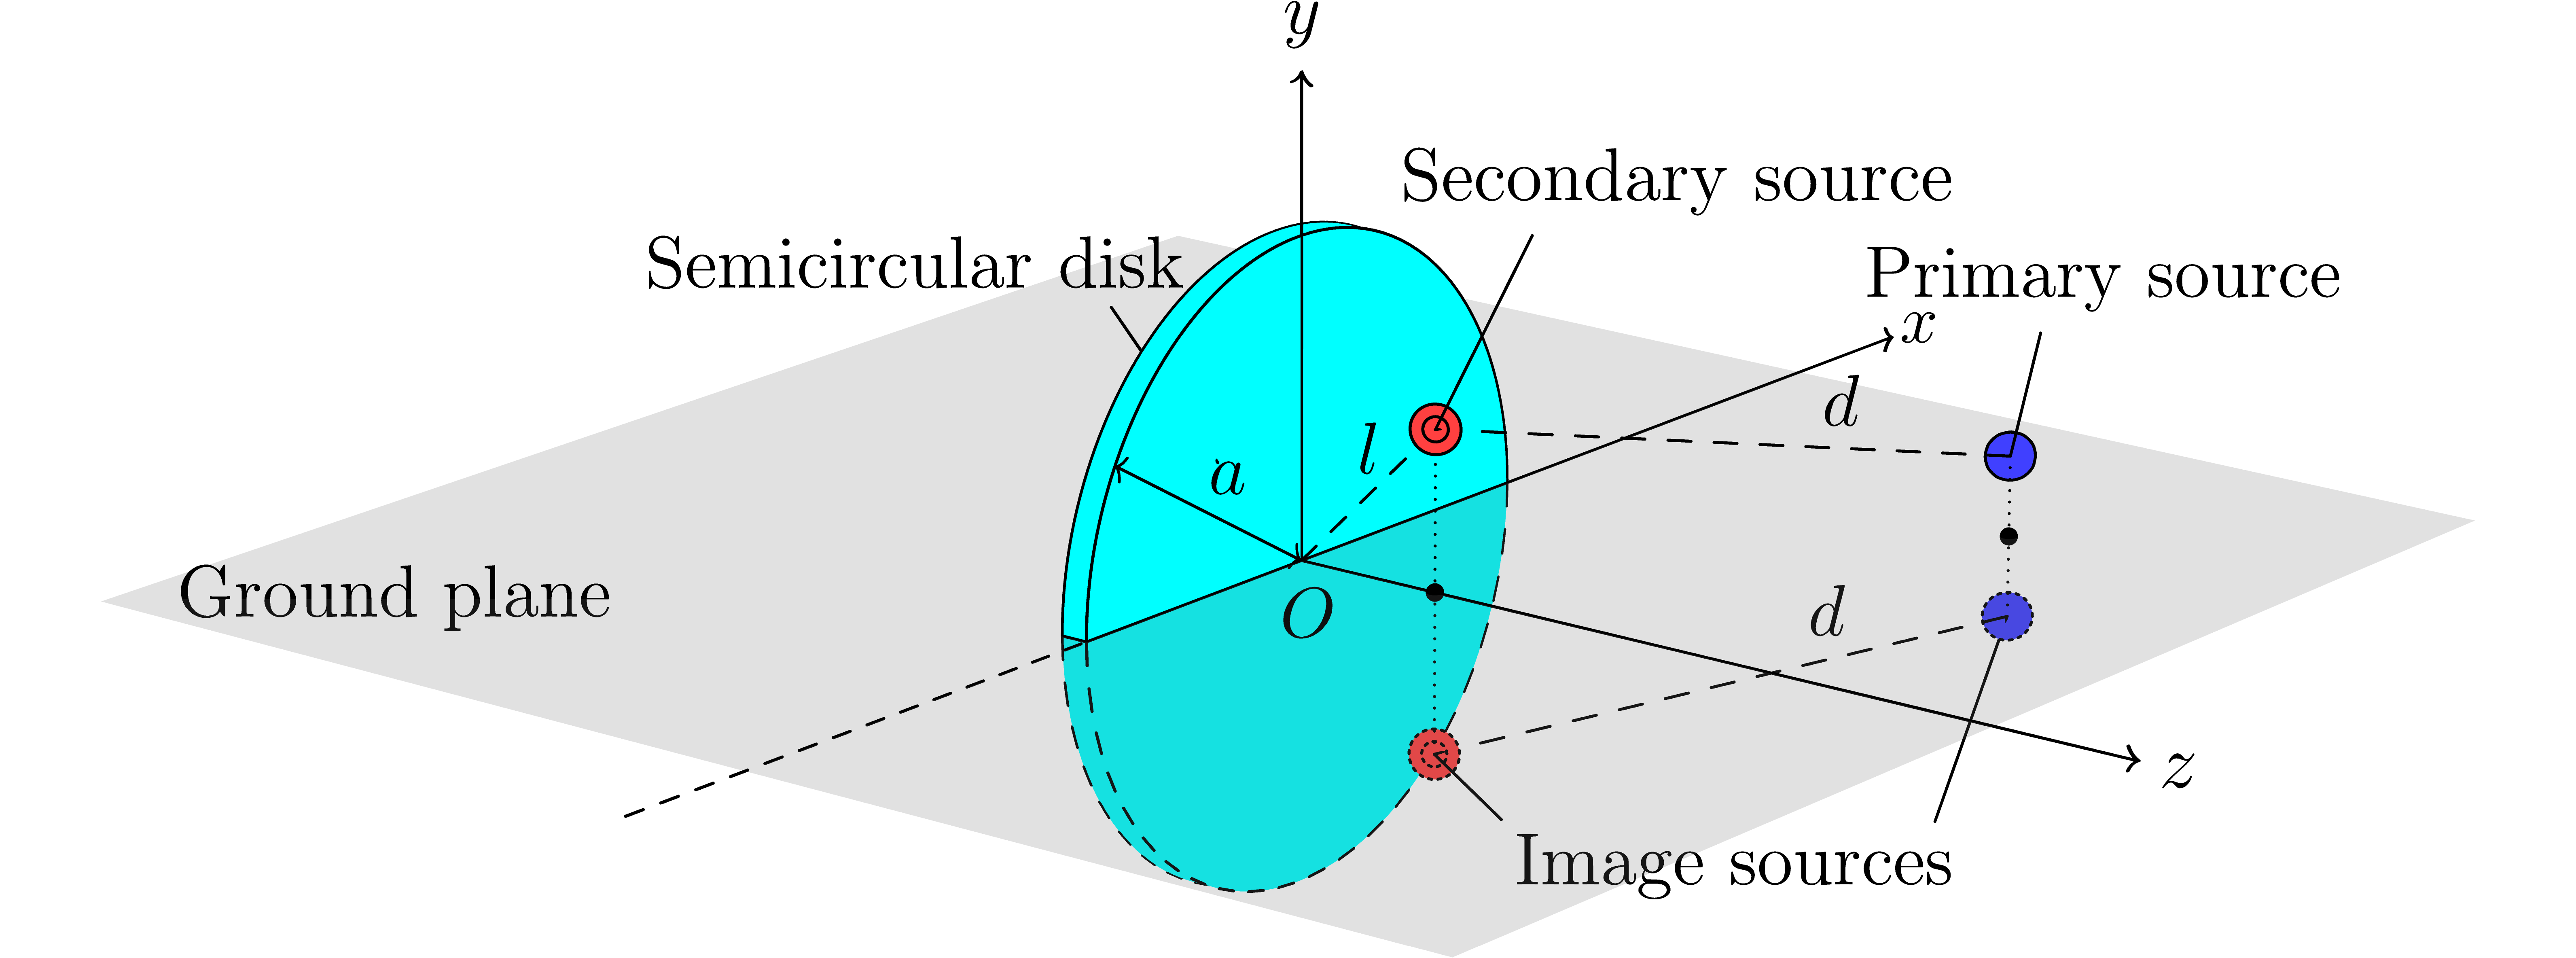 y
Secondary source
Semicircular disk
Primary source
x
d
l
a
Ground plane
O
d
z
Image sources